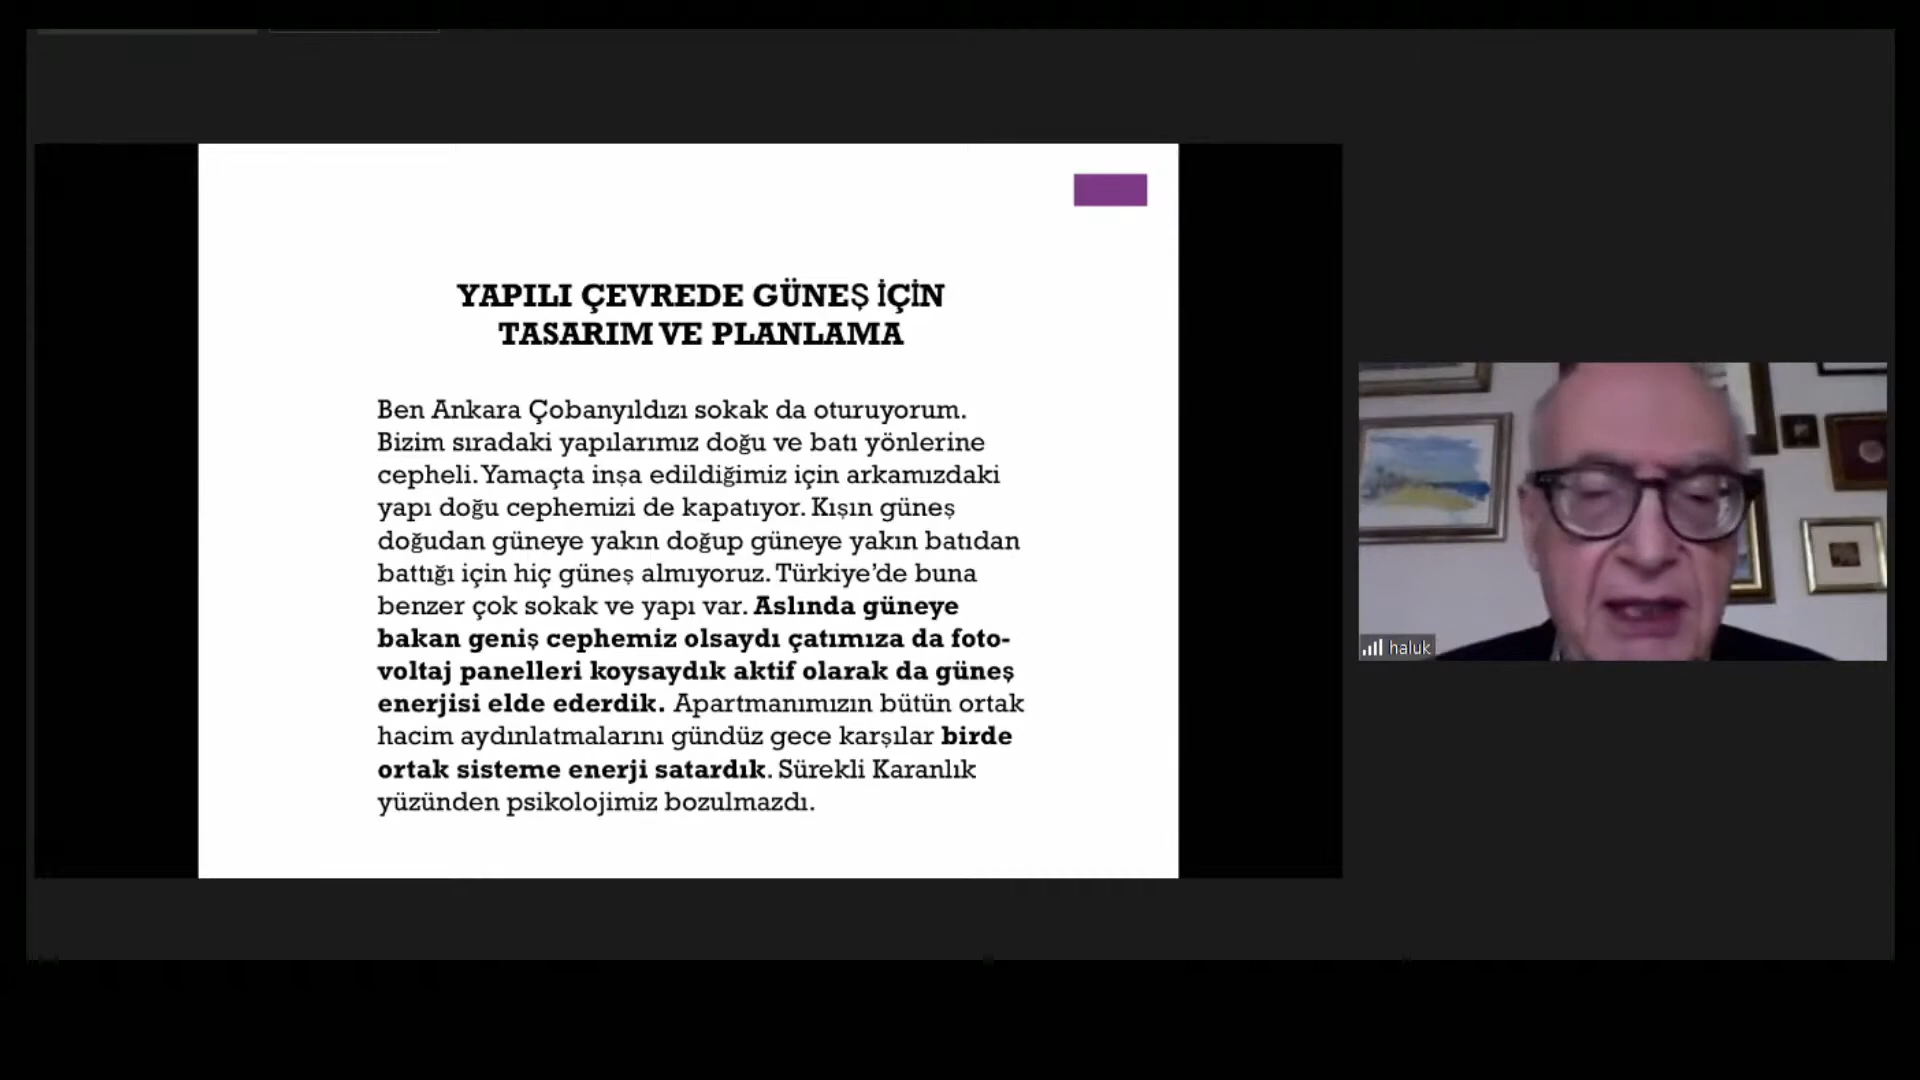 YAPILI ÇEVREDE GÜNEŞ İÇİN
TASARIM VE PLANLAMA
Ben Ankara Çobanyıldızı sokak da oturuyorum.
Bizim sıradaki yapılarımız doğu ve batı yönlerine
cepheli. Yamaçta inşa edildiğimiz için arkamızdaki
yapı doğu cephemizi de kapatıyor. Kışın güneş
doğudan güneye yakın doğup güneye yakın batıdan
battığı için hiç güneş almıyoruz. Türkiye’de buna
benzer çok sokak ve yapı var. Aslında güneye
bakan geniş cephemiz olsaydı çatımıza da foto-
voltaj panelleri koysaydık aktif olarak da güneş
enerjisi elde ederdik. Apartmanımızın bütün ortak
hacim aydınlatmalarını gündüz gece karşılar birde
ortak sisteme enerji satardık. Sürekli Karanlık
yüzünden psikolojimiz bozulmazdı.
haluk